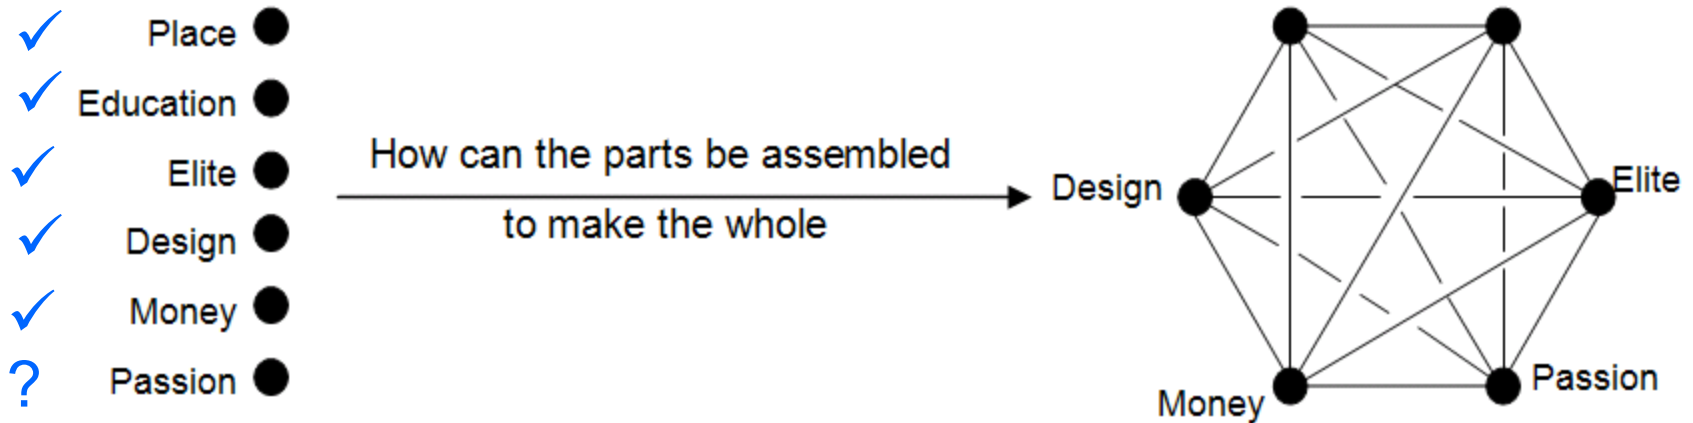 Place
Education
Elite
Design
Money
? Passion
How can the parts be assembled
to make the whole
Design
Elite
Money
Passion